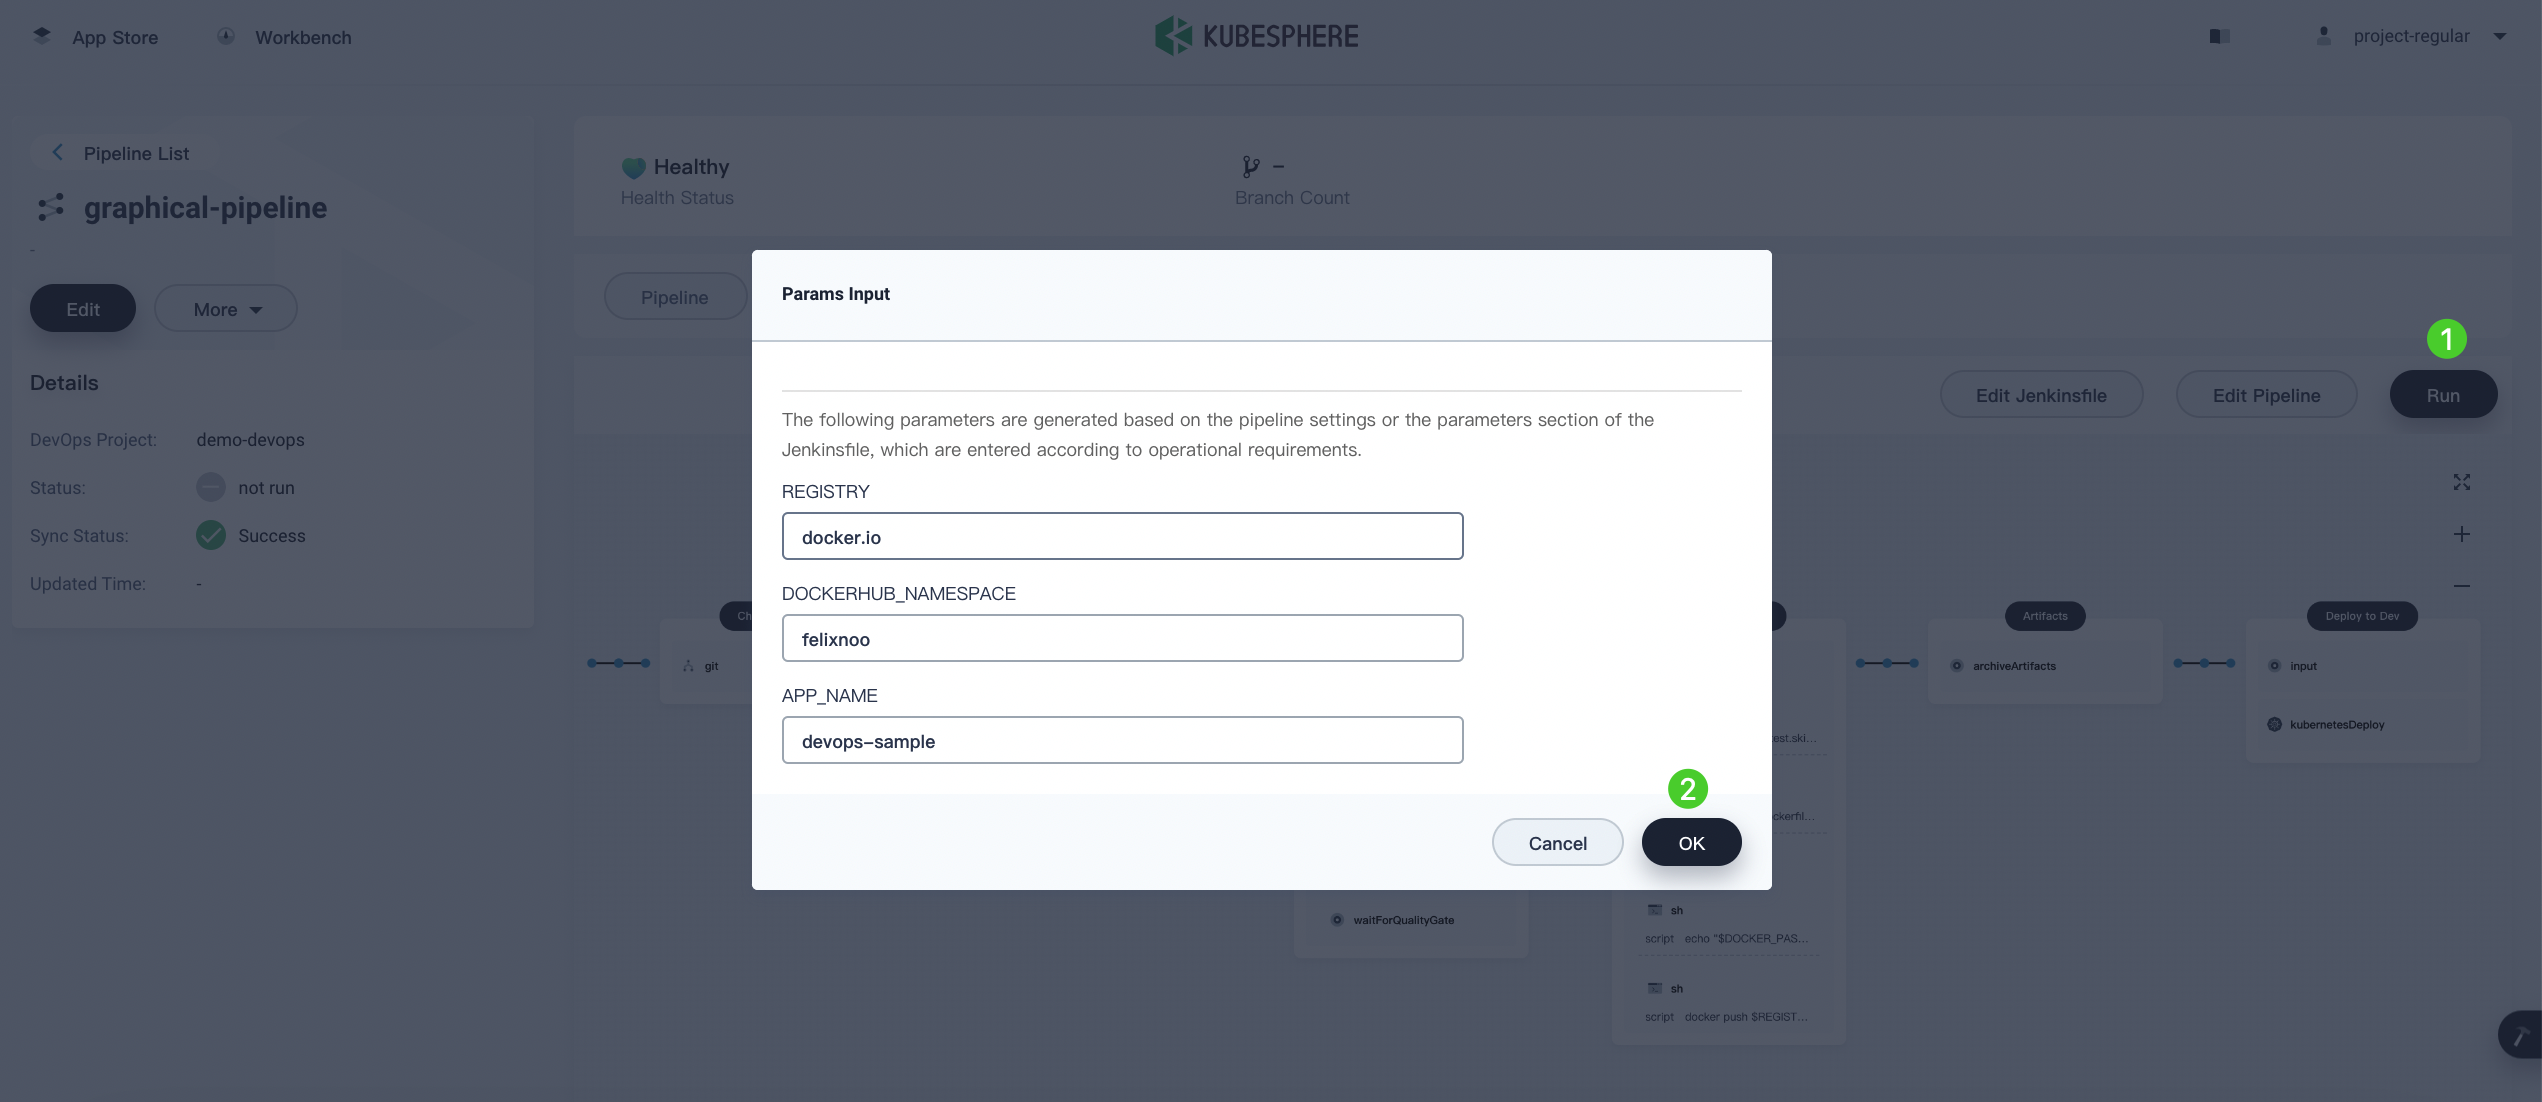 App Store
Workbench
KUBESPHERE
project-regular
Pipeline List
graphical-pipeline
-
Edit
More
Details
DevOps Project: demo-devops
Status: not run
Sync Status: Success
Updated Time: -
Healthy
Health Status
-
Branch Count
Pipeline
1
Edit Jenkinsfile
Edit Pipeline
Run
Params Input
The following parameters are generated based on the pipeline settings or the parameters section of the
Jenkinsfile, which are entered according to operational requirements.
REGISTRY
docker.io
DOCKERHUB_NAMESPACE
felixnoo
APP_NAME
devops-sample
2
Cancel
OK
git
waitForQualityGate
sh
script echo "$DOCKER_PAS...
sh
script docker push $REGIST...
Artifacts
archiveArtifacts
Deploy to Dev
input
kubernetesDeploy